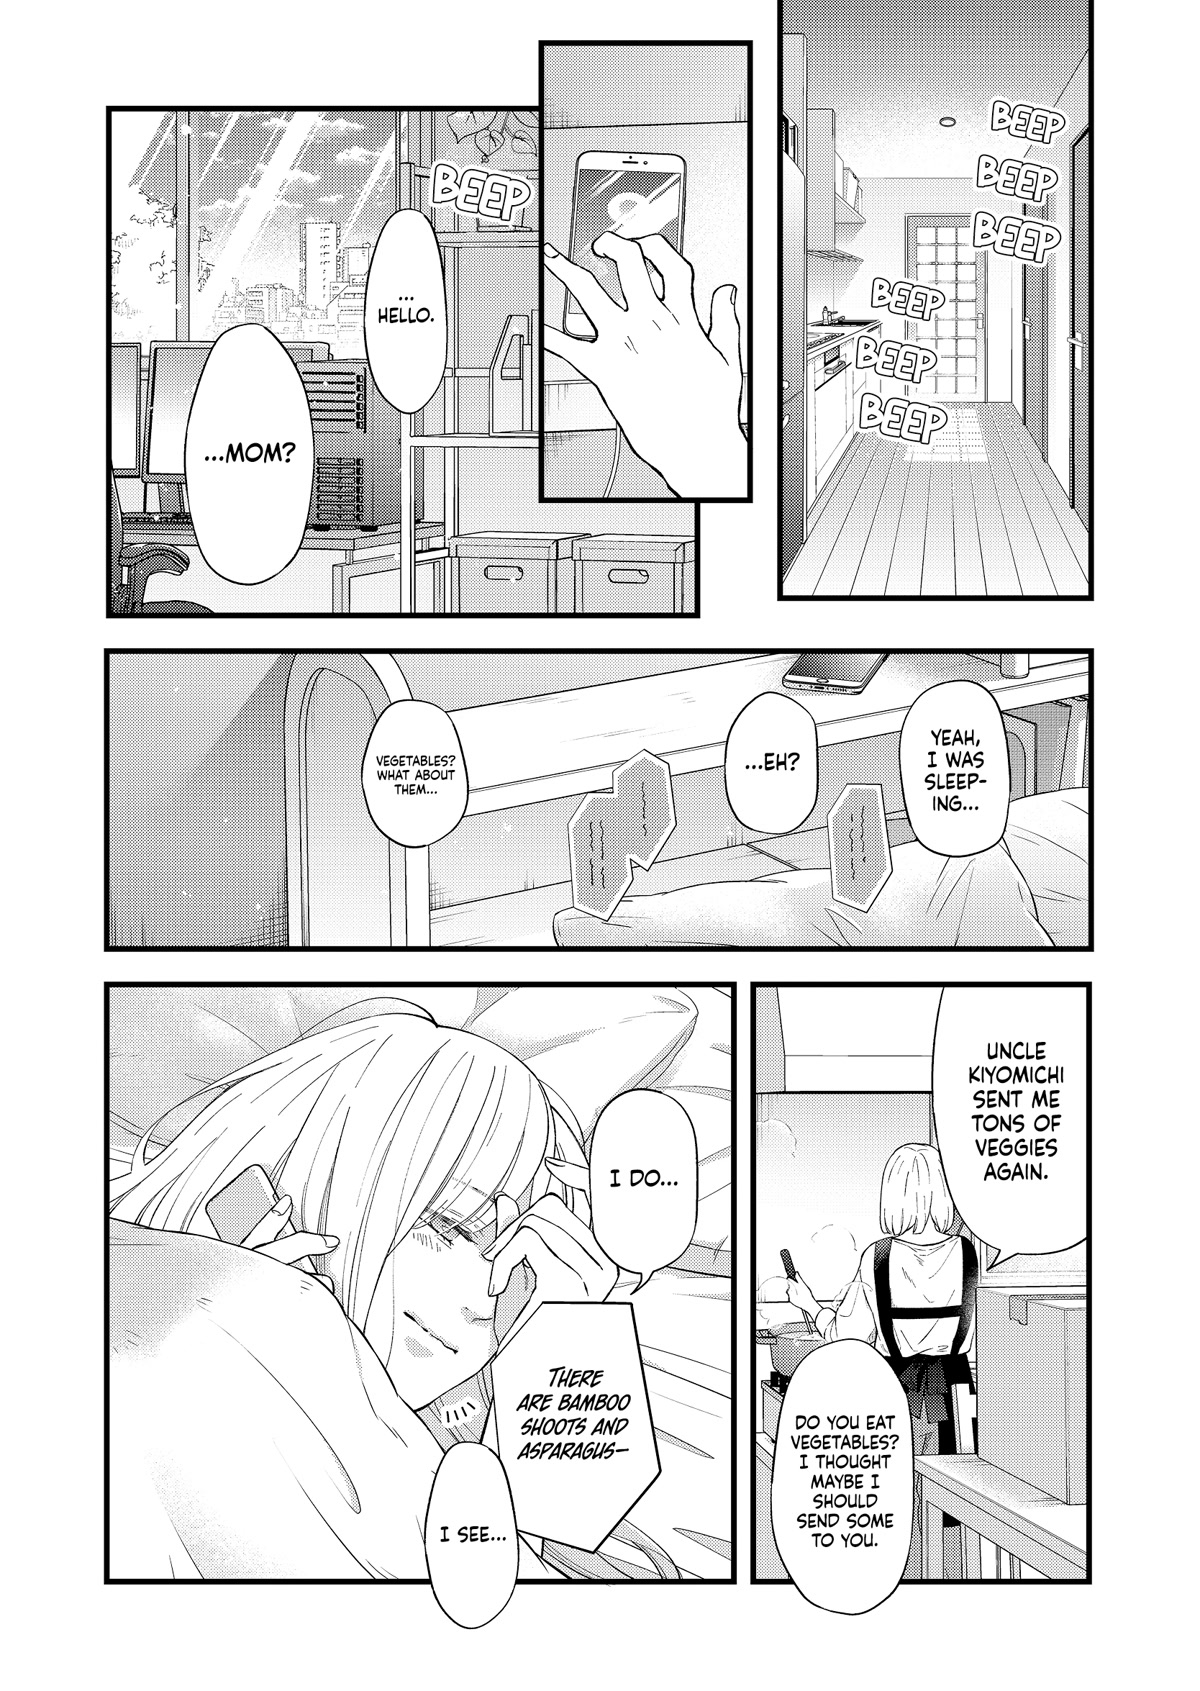 BEEP
BEEP
BEEP
BEEP
BEEP
BEEP
BEEP
...
HELLO.
...MOM?
YEAH,
I WAS
SLEEP-
ING...
...EH?
VEGETABLES?
WHAT ABOUT
THEM...
UNCLE
KIYOMICHI
SENT ME
TONS OF
VEGGIES
AGAIN.
DO YOU EAT
VEGETABLES?
I THOUGHT
MAYBE I
SHOULD
SEND SOME
TO YOU.
I DO...
THERE
ARE BAMBOO
SHOOTS AND
ASPARAGUS—
I SEE...